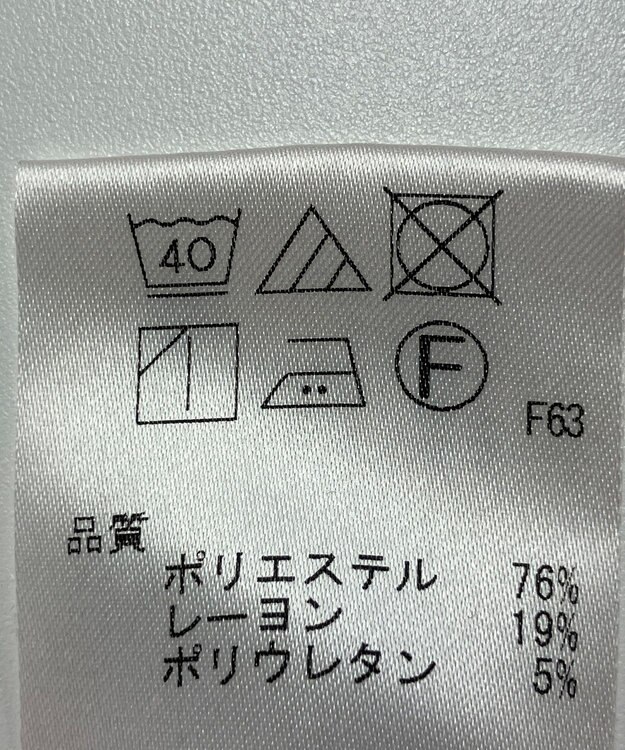 40
F
F63
品質
ポリエステル 76%
レーヨン 19%
ポリウレタン 5%